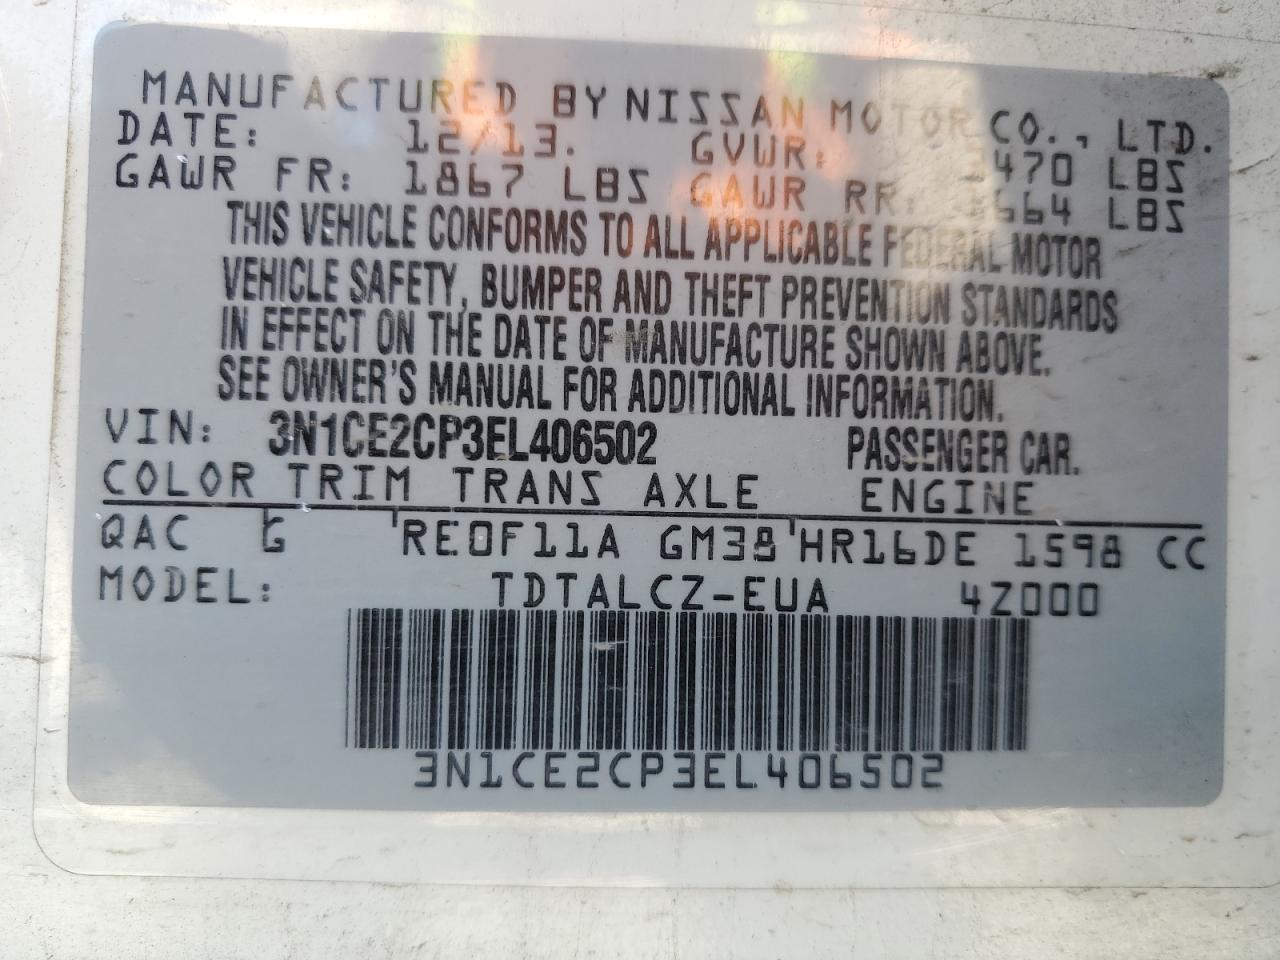 MANUFACTURED BY NISSAN MOTOR CO., LTD.
DATE: 12/13. GVWR: 3470 LBS
GAWR FR: 1867 LBS GAWR RR: 1664 LBS
THIS VEHICLE CONFORMS TO ALL APPLICABLE FEDERAL MOTOR
VEHICLE SAFETY, BUMPER AND THEFT PREVENTION STANDARDS
IN EFFECT ON THE DATE OF MANUFACTURE SHOWN ABOVE.
SEE OWNER'S MANUAL FOR ADDITIONAL INFORMATION.
VIN: 3N1CE2CP3EL406502 PASSENGER CAR.
COLOR TRIM TRANS AXLE ENGINE
QAC G RE0F11A GM38 HR16DE 1598 CC
MODEL: TDTALCZ-EUA 4Z000
3N1CE2CP3EL406502